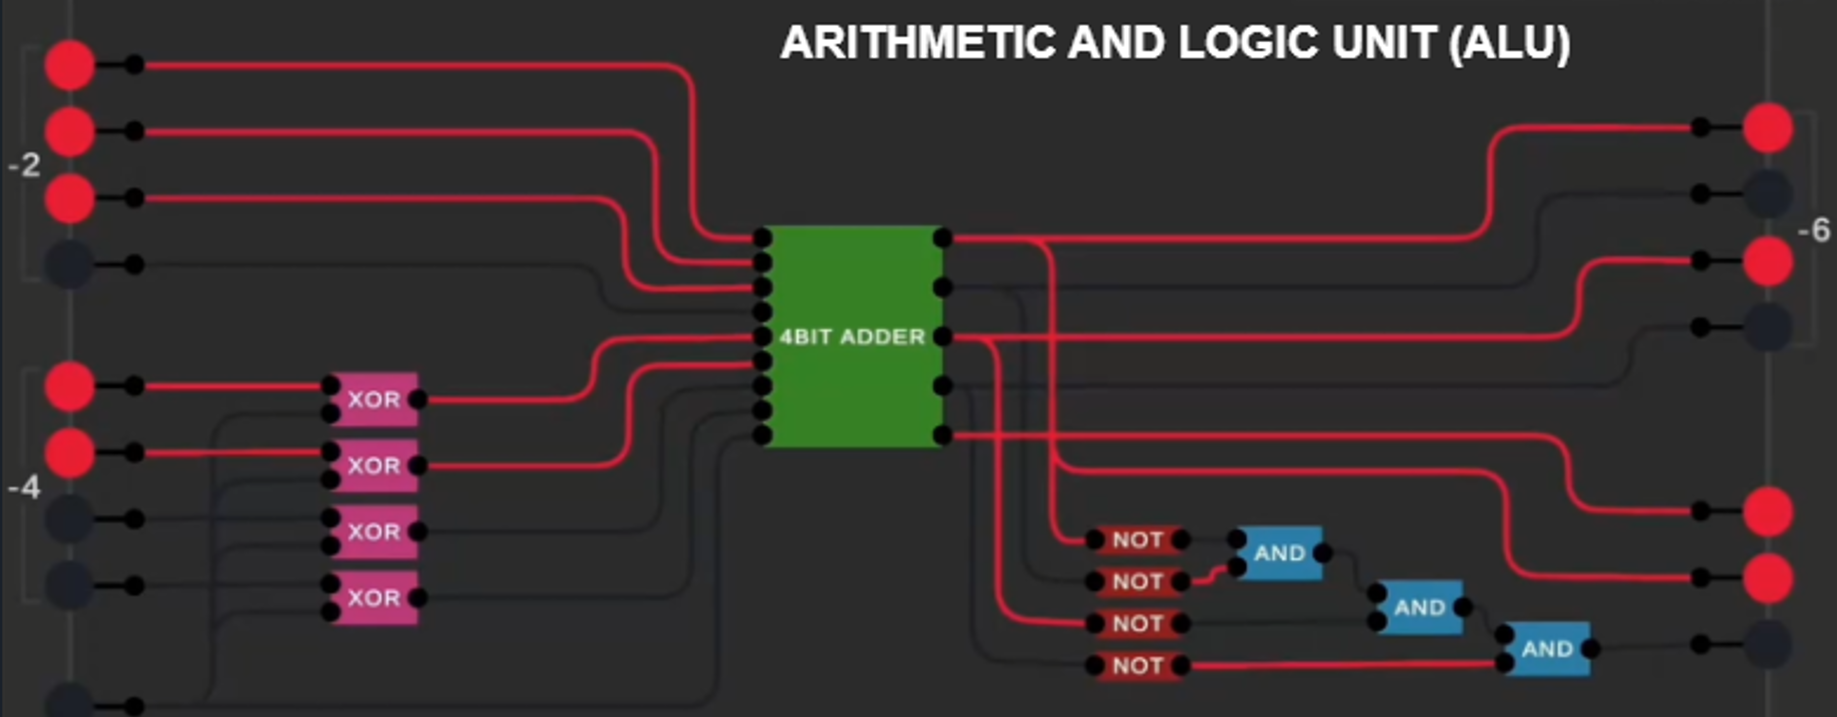 ARITHMETIC AND LOGIC UNIT (ALU)
-2
-6
4BIT ADDER
XOR
XOR
-4
XOR
XOR
NOT
AND
NOT
NOT
AND
NOT
AND